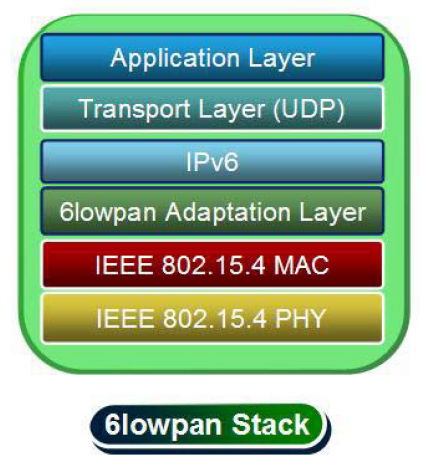 Application Layer
Transport Layer (UDP)
IPv6
6lowpan Adaptation Layer
IEEE 802.15.4 MAC
IEEE 802.15.4 PHY
6lowpan Stack